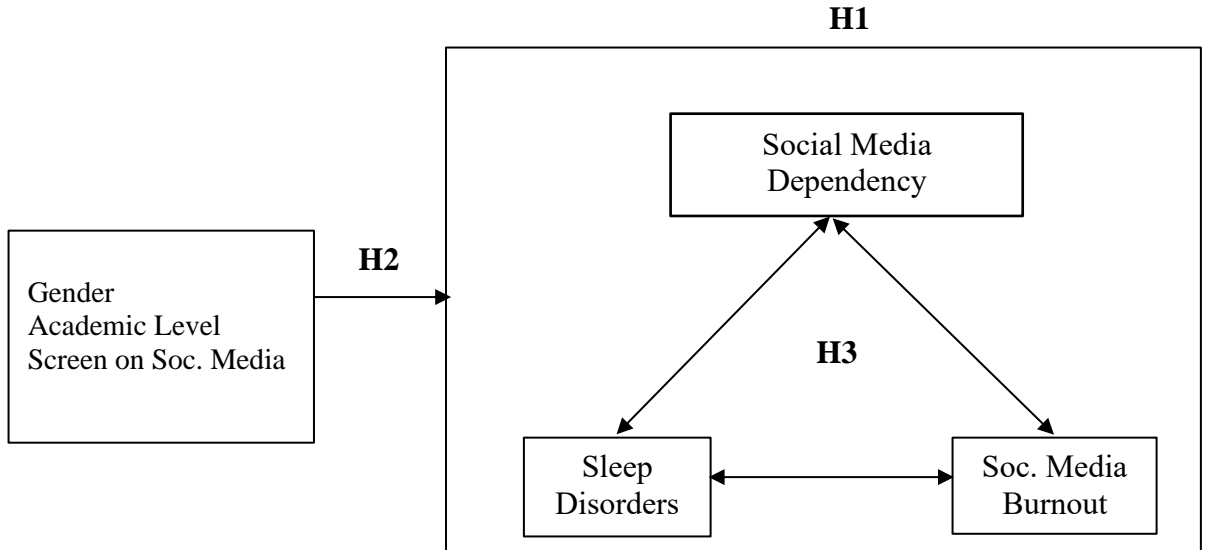 H1
Social Media
Dependency
H2
Gender
Academic Level
Screen on Soc. Media
H3
Sleep
Disorders
Soc. Media
Burnout